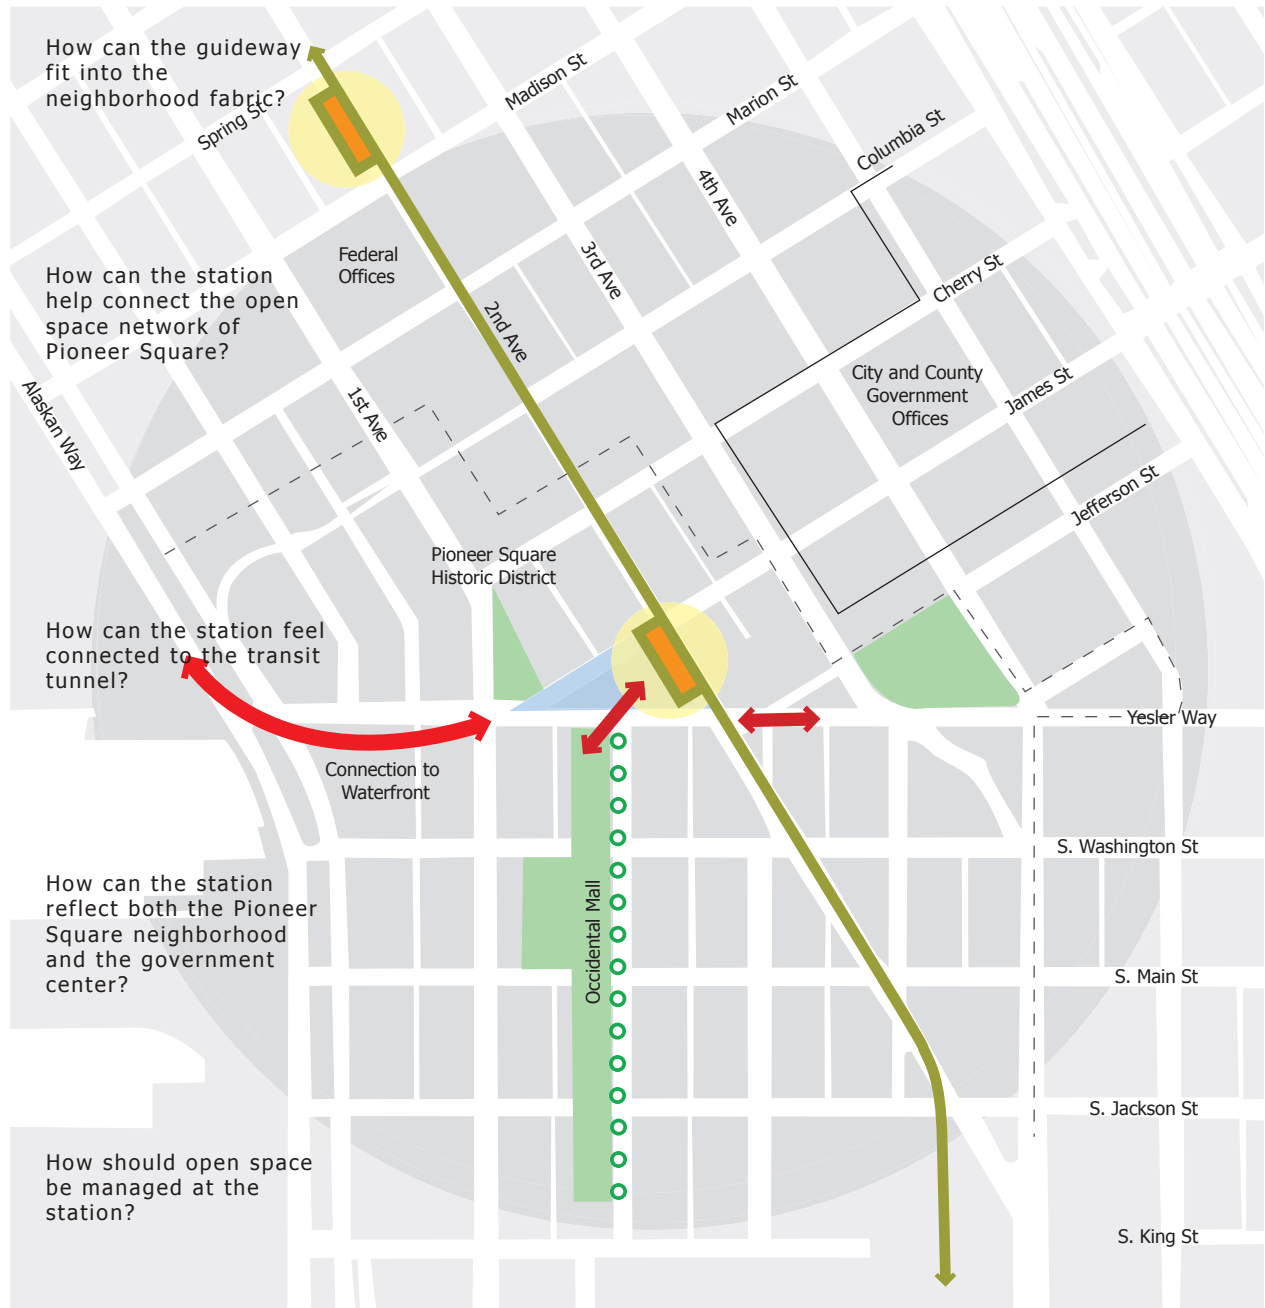 How can the guideway
fit into the
neighborhood fabric?
Spring St
Madison St
Marion St
Columbia St
4th Ave
3rd Ave
Federal
Offices
Cherry St
How can the station
help connect the open
space network of
Pioneer Square?
2nd Ave
Alaskan Way
1st Ave
City and County
Government
Offices
James St
Jefferson St
Pioneer Square
Historic District
How can the station feel
connected to the transit
tunnel?
Yesler Way
Connection to
Waterfront
S. Washington St
How can the station
reflect both the Pioneer
Square neighborhood
and the government
center?
Occidental Mall
S. Main St
S. Jackson St
How should open space
be managed at the
station?
S. King St